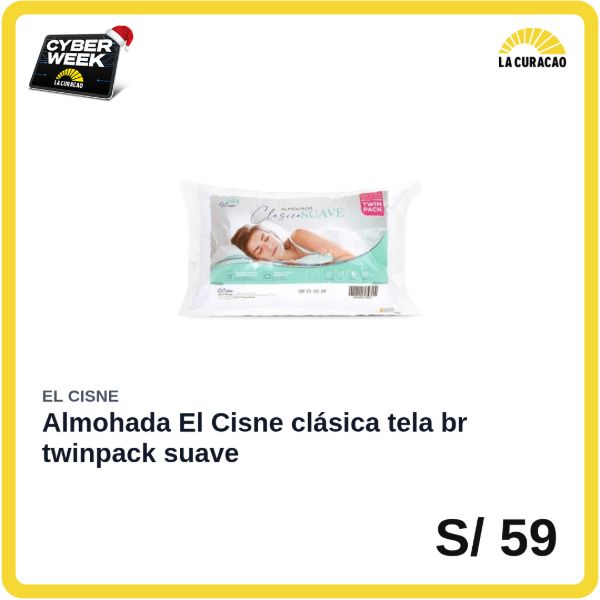 CYBER
WEEK
LA CURACAO
LA CURACAO
ALMOHADA
Clásica SUAVE
TWIN
PACK
EL CISNE
Almohada El Cisne clásica tela br
twinpack suave
S/ 59